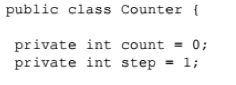 public class Counter {
private int count = 0;
private int step = 1;